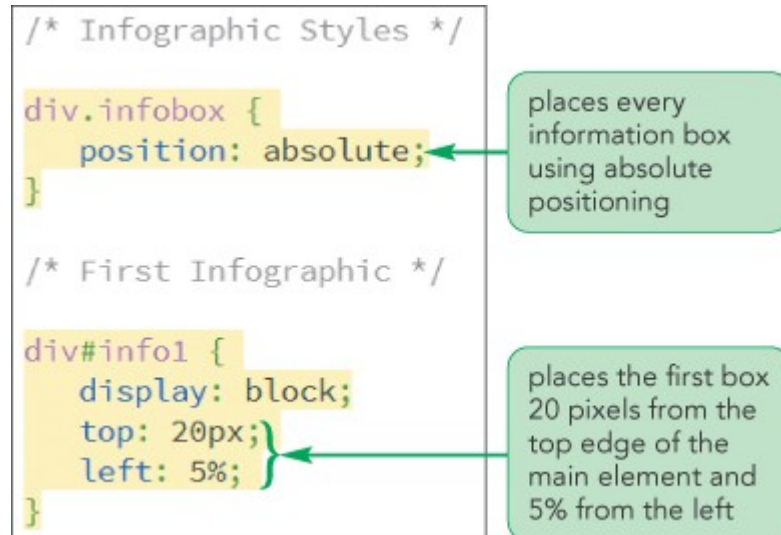 /* Infographic Styles */
div.infobox {
position: absolute;
}
places every
information box
using absolute
positioning
/* First Infographic */
div#info1 {
display: block;
top: 20px;
left: 5%;
}
places the first box
20 pixels from the
top edge of the
main element and
5% from the left